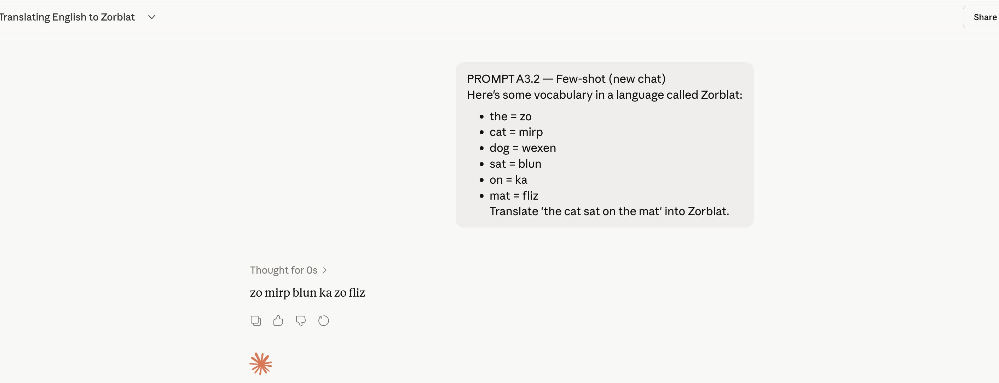 Translating English to Zorblat
Share
PROMPT A3.2 — Few-shot (new chat)
Here's some vocabulary in a language called Zorblat:
• the = zo
• cat = mirp
• dog = wexen
• sat = blun
• on = ka
• mat = fliz
Translate 'the cat sat on the mat' into Zorblat.
Thought for 0s
zo mirp blun ka zo fliz